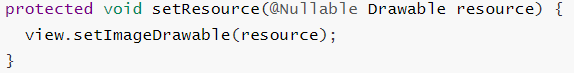 protected void setResource(@Nullable Drawable resource) {
  view.setImageDrawable(resource);
}